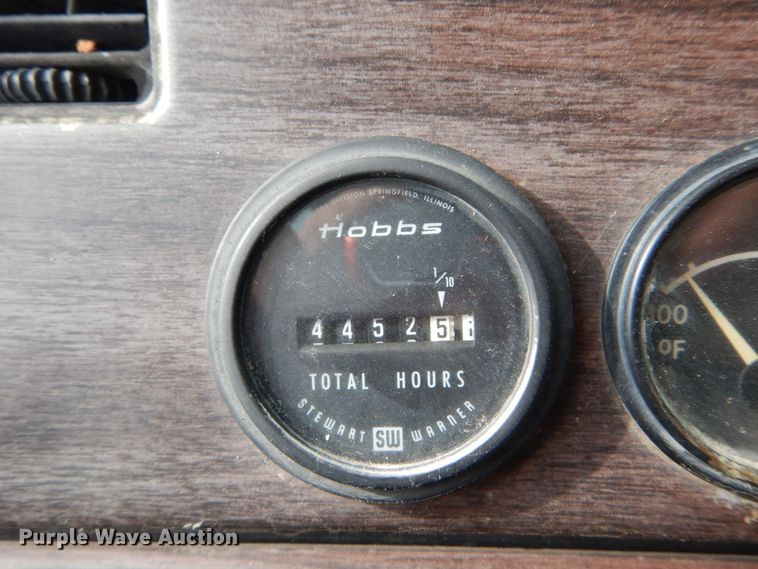 DIVISION SPRINGFIELD, ILLINOIS
Hobbs
1/10
4 4 5 2 5
TOTAL HOURS
STEWART SW WARNER
100
ºF
Purple Wave Auction